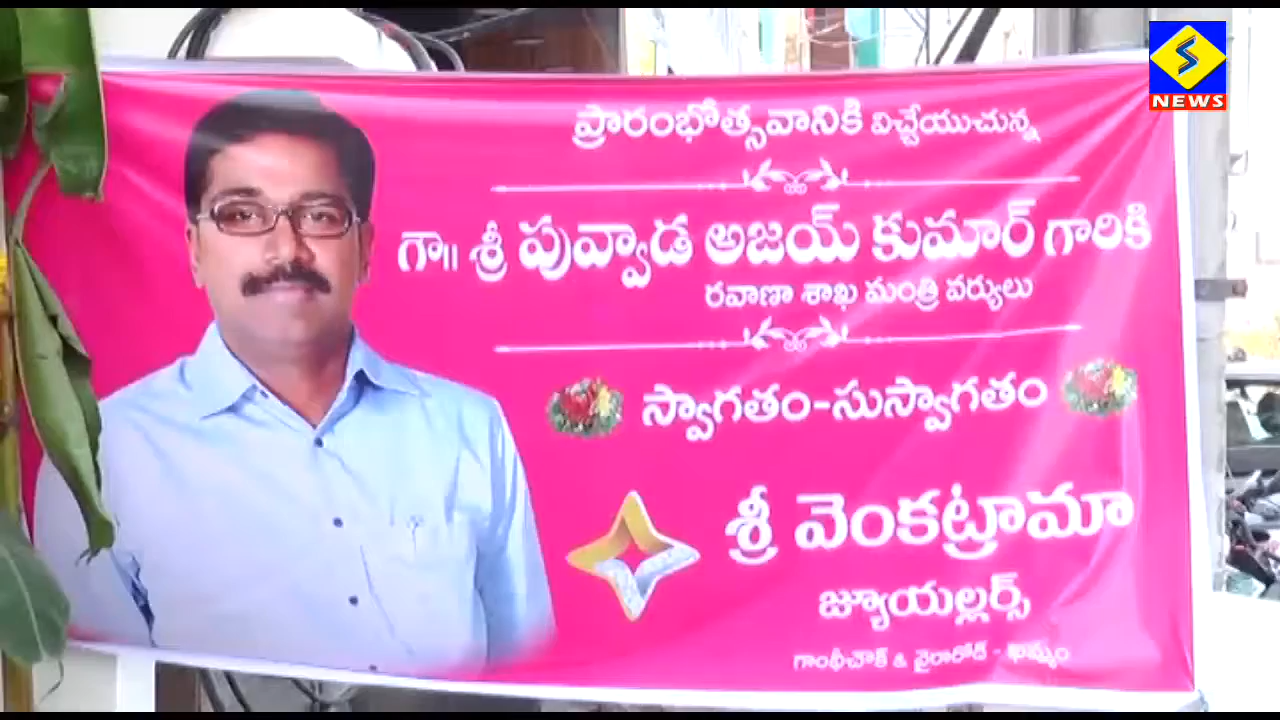 S
NEWS
ప్రారంభోత్సవానికి విచ్చేయుచున్న
గౌ॥ శ్రీ పువ్వాడ అజయ్ కుమార్ గారికి
రవాణా శాఖ మంత్రి వర్యులు
స్వాగతం-సుస్వాగతం
శ్రీ వెంకట్రామా
జ్యూయల్లర్స్
గాంధీచౌక్ & వైరారోడ్ - ఖమ్మం